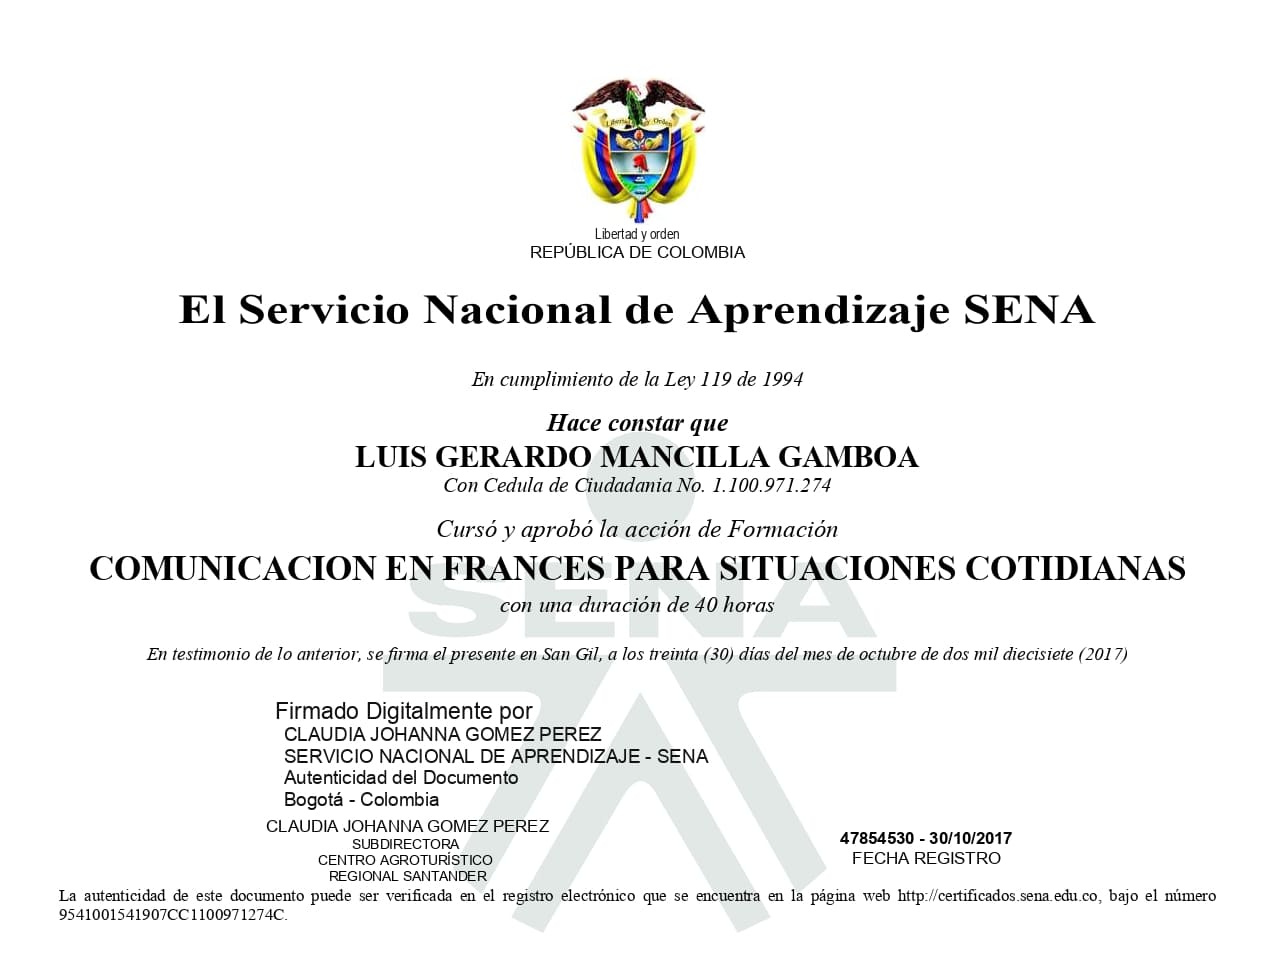 Libertad y Orden
Libertad y orden
REPÚBLICA DE COLOMBIA
El Servicio Nacional de Aprendizaje SENA
En cumplimiento de la Ley 119 de 1994
Hace constar que
LUIS GERARDO MANCILLA GAMBOA
Con Cedula de Ciudadania No. 1.100.971.274
Cursó y aprobó la acción de Formación
COMUNICACION EN FRANCES PARA SITUACIONES COTIDIANAS
SENA
con una duración de 40 horas
En testimonio de lo anterior, se firma el presente en San Gil, a los treinta (30) días del mes de octubre de dos mil diecisiete (2017)
Firmado Digitalmente por
CLAUDIA JOHANNA GOMEZ PEREZ
SERVICIO NACIONAL DE APRENDIZAJE - SENA
Autenticidad del Documento
Bogotá - Colombia
CLAUDIA JOHANNA GOMEZ PEREZ
SUBDIRECTORA
CENTRO AGROTURÍSTICO
REGIONAL SANTANDER
47854530 - 30/10/2017
FECHA REGISTRO
La autenticidad de este documento puede ser verificada en el registro electrónico que se encuentra en la página web http://certificados.sena.edu.co, bajo el número
9541001541907CC1100971274C.